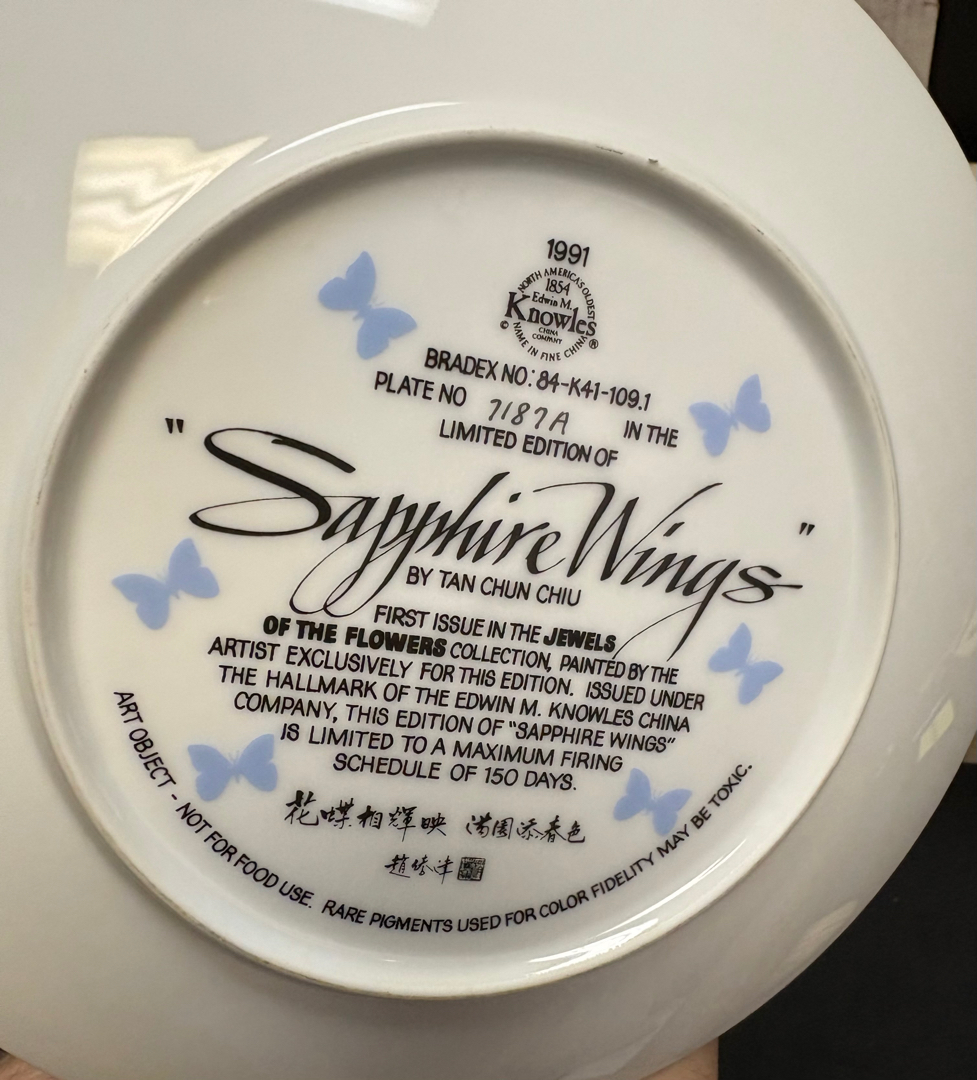 1991
NORTH AMERICA'S OLDEST
1854
Edwin M.
Knowles
CHINA
COMPANY
© NAME IN FINE CHINA ®
BRADEX NO: 84-K41-109.1
PLATE NO 7187A IN THE
LIMITED EDITION OF
"Sapphire Wings"
BY TAN CHUN CHIU
FIRST ISSUE IN THE JEWELS
OF THE FLOWERS COLLECTION, PAINTED BY THE
ARTIST EXCLUSIVELY FOR THIS EDITION. ISSUED UNDER
THE HALLMARK OF THE EDWIN M. KNOWLES CHINA
COMPANY, THIS EDITION OF "SAPPHIRE WINGS"
IS LIMITED TO A MAXIMUM FIRING
SCHEDULE OF 150 DAYS.
花蝶相輝映 滿園添春色
ART OBJECT - NOT FOR FOOD USE. RARE PIGMENTS USED FOR COLOR FIDELITY MAY BE TOXIC.